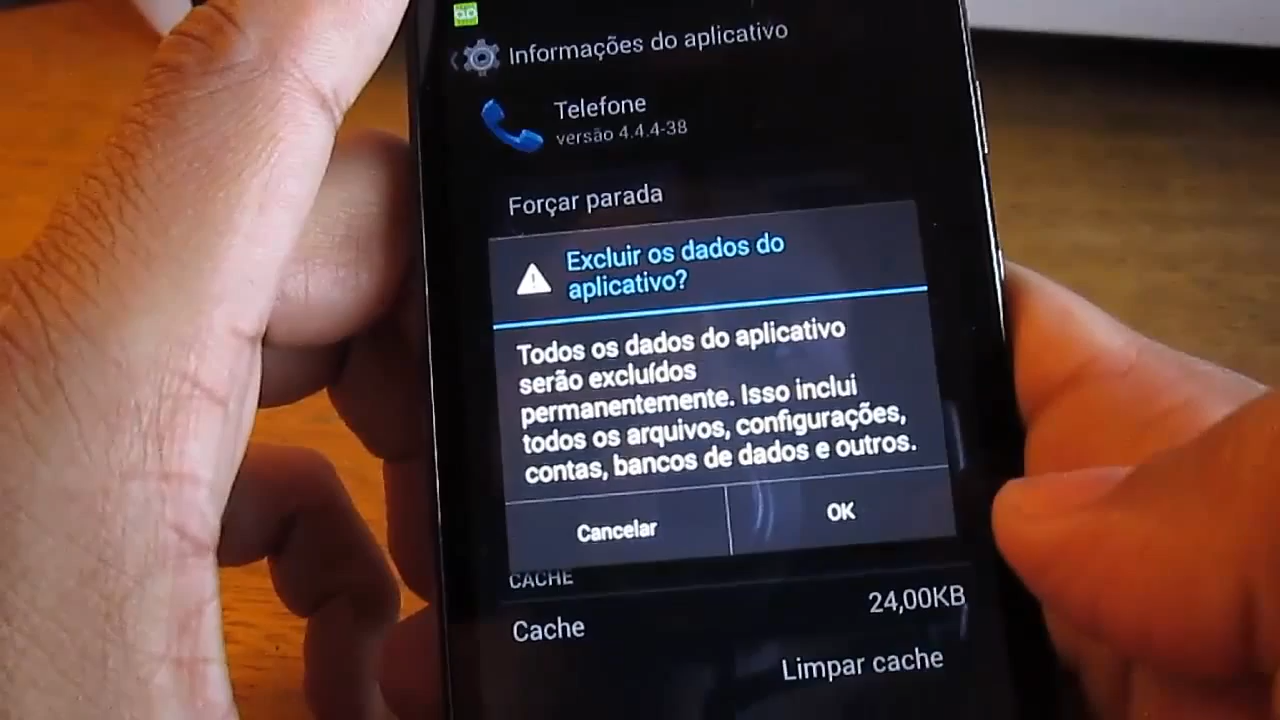 Informações do aplicativo
Telefone
versão 4.4.4-38
Forçar parada
Excluir os dados do
aplicativo?
Todos os dados do aplicativo
serão excluídos
permanentemente. Isso inclui
todos os arquivos, configurações,
contas, bancos de dados e outros.
Cancelar
OK
CACHE
Cache
24,00KB
Limpar cache